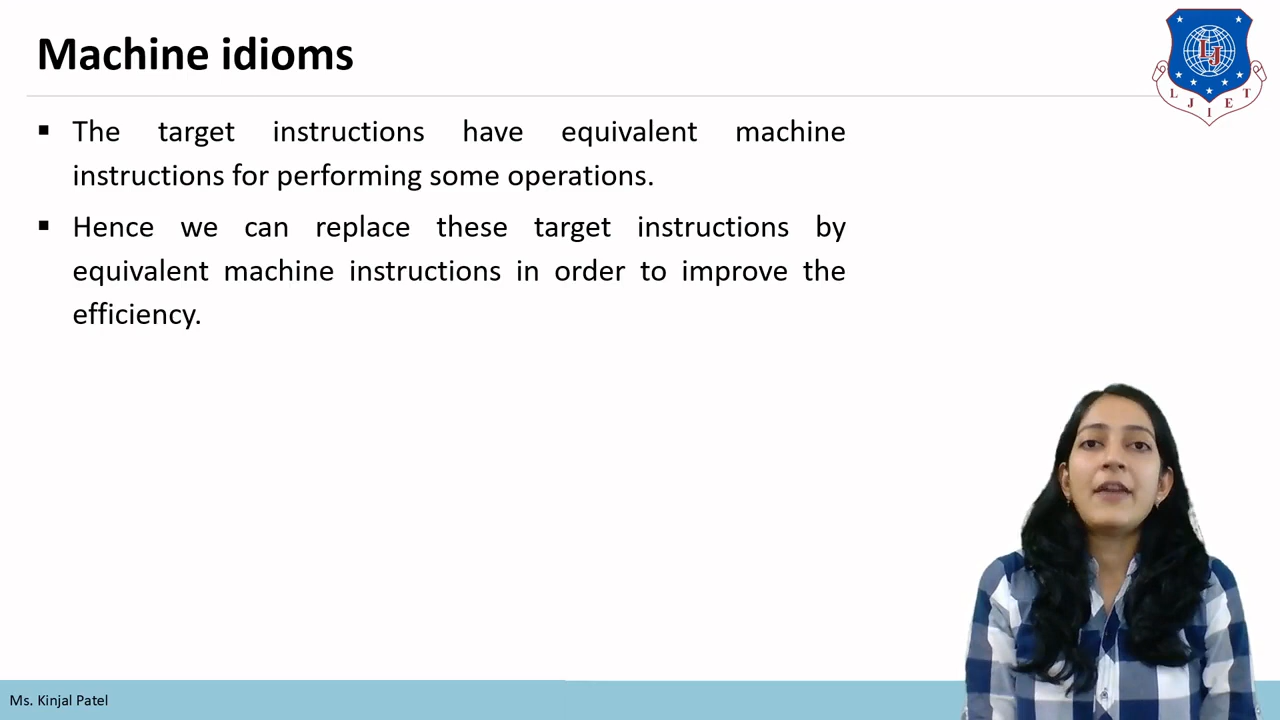 Machine idioms
LJ
L J I E T
▪ The target instructions have equivalent machine
instructions for performing some operations.
▪ Hence we can replace these target instructions by
equivalent machine instructions in order to improve the
efficiency.
Ms. Kinjal Patel